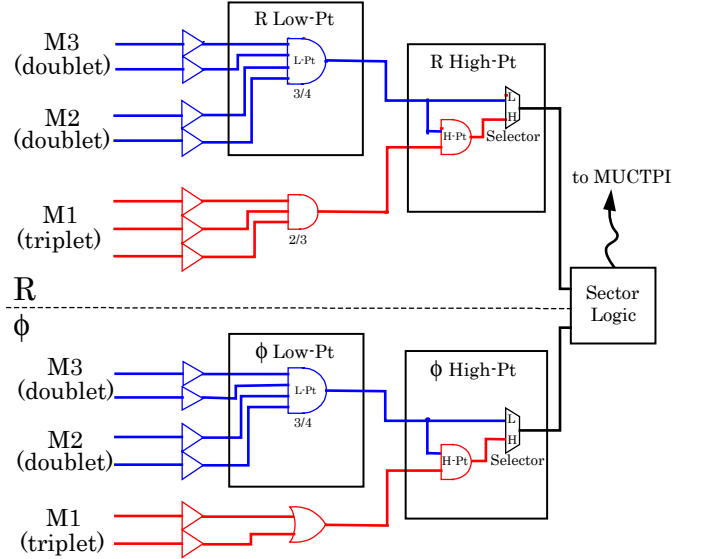 R Low-Pt
M3
(doublet)
L-Pt
3/4
M2
(doublet)
R High-Pt
L
H
H-Pt
Selector
M1
(triplet)
2/3
to MUCTPI
R
Sector
Logic
ϕ
ϕ Low-Pt
M3
(doublet)
L-Pt
3/4
M2
(doublet)
ϕ High-Pt
L
H
H-Pt
Selector
M1
(triplet)